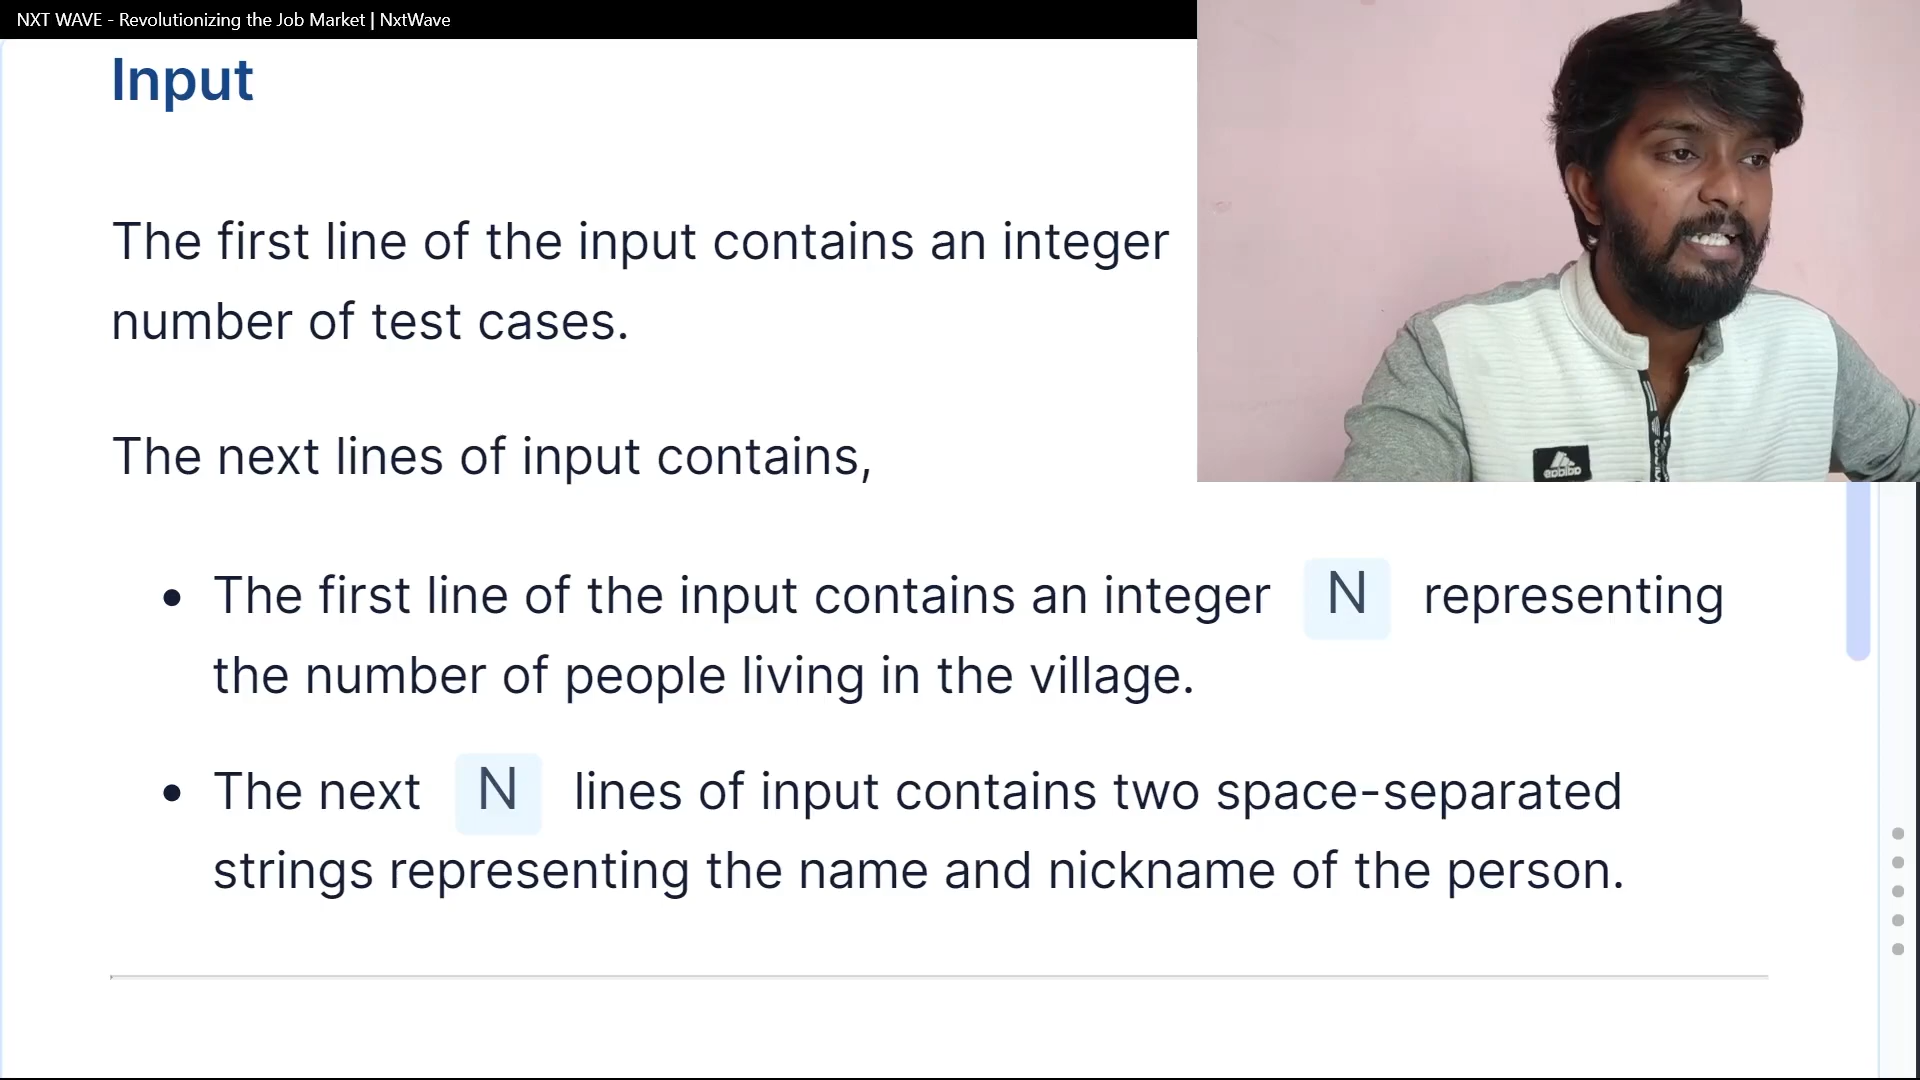 NXT WAVE - Revolutionizing the Job Market | NxtWave
Input
The first line of the input contains an integer
number of test cases.
The next lines of input contains,
• The first line of the input contains an integer N representing
the number of people living in the village.
• The next N lines of input contains two space-separated
strings representing the name and nickname of the person.